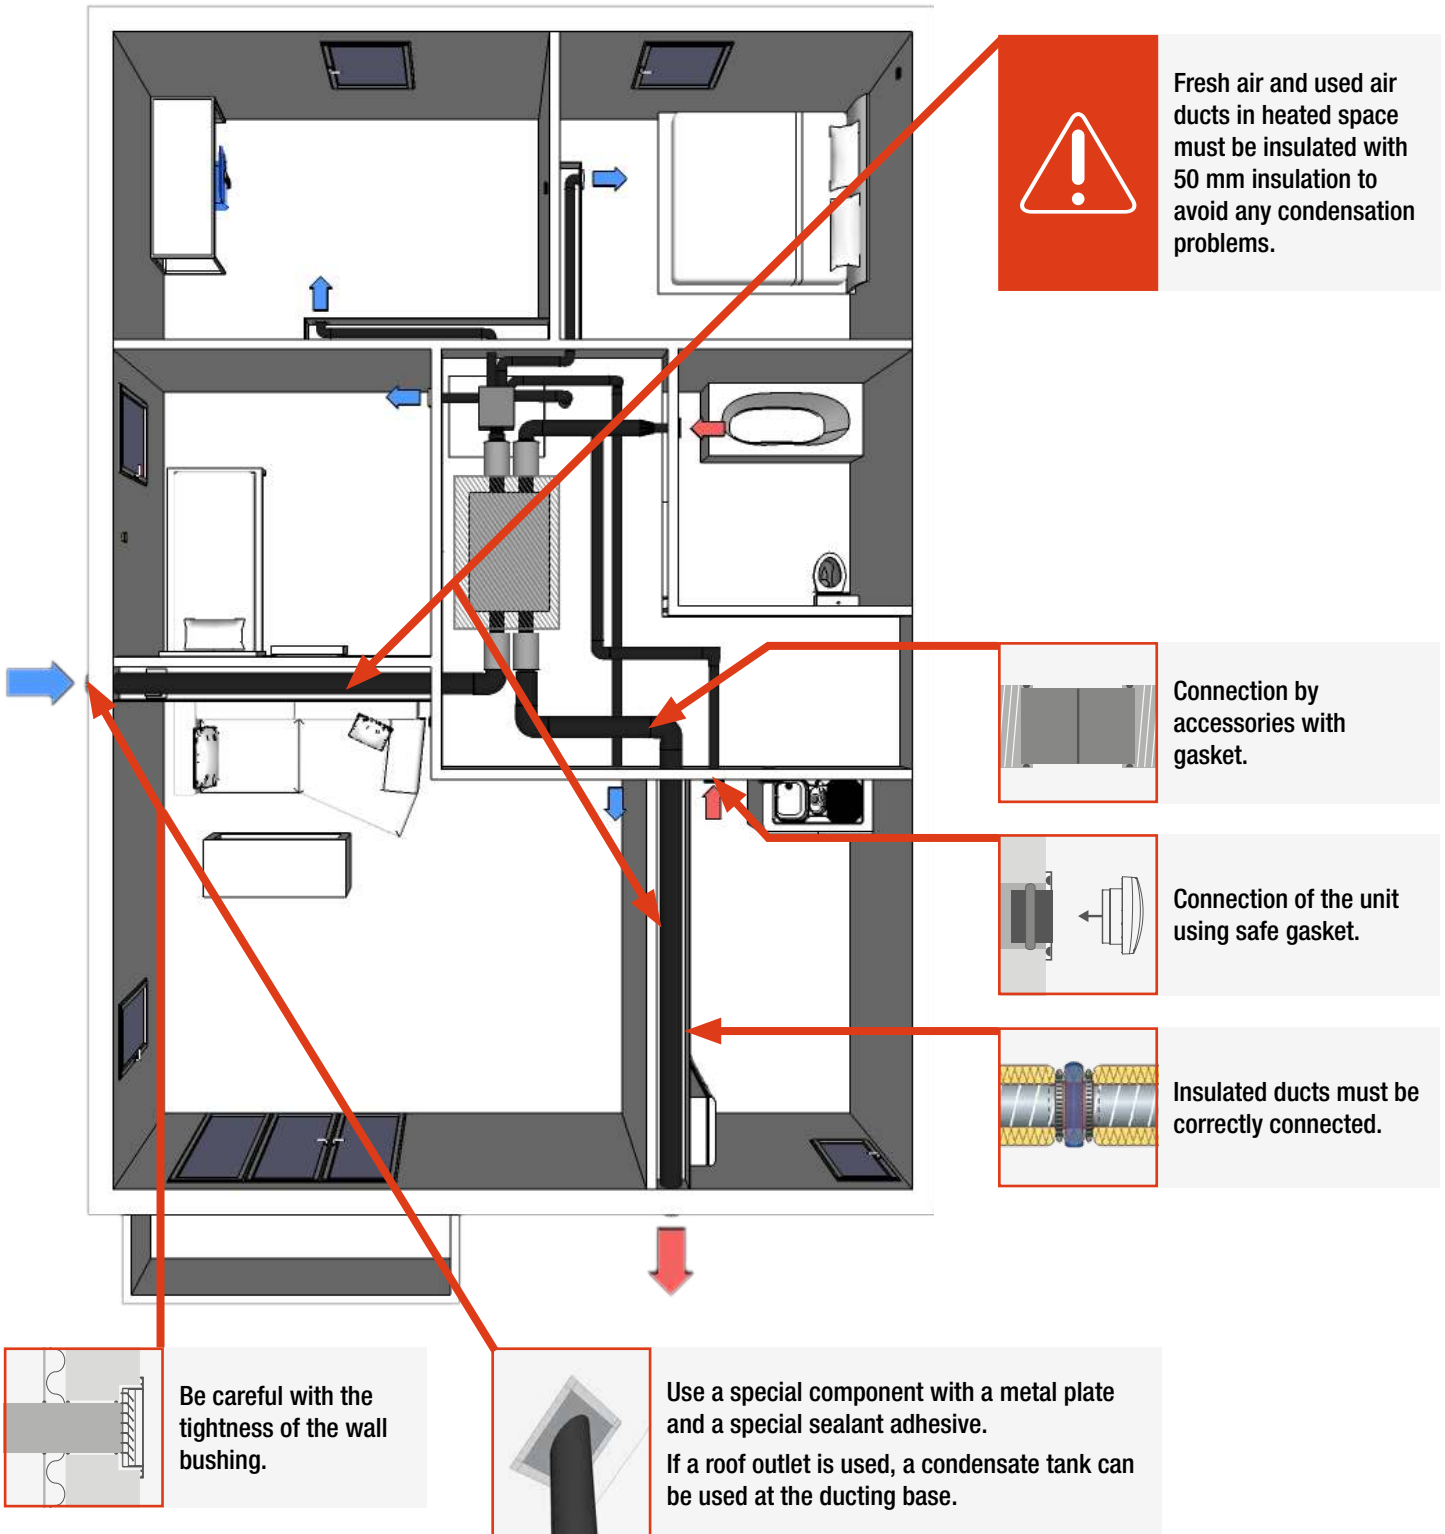 Fresh air and used air
ducts in heated space
must be insulated with
50 mm insulation to
avoid any condensation
problems.
Connection by
accessories with
gasket.
Connection of the unit
using safe gasket.
Insulated ducts must be
correctly connected.
Be careful with the
tightness of the wall
bushing.
Use a special component with a metal plate
and a special sealant adhesive.
If a roof outlet is used, a condensate tank can
be used at the ducting base.